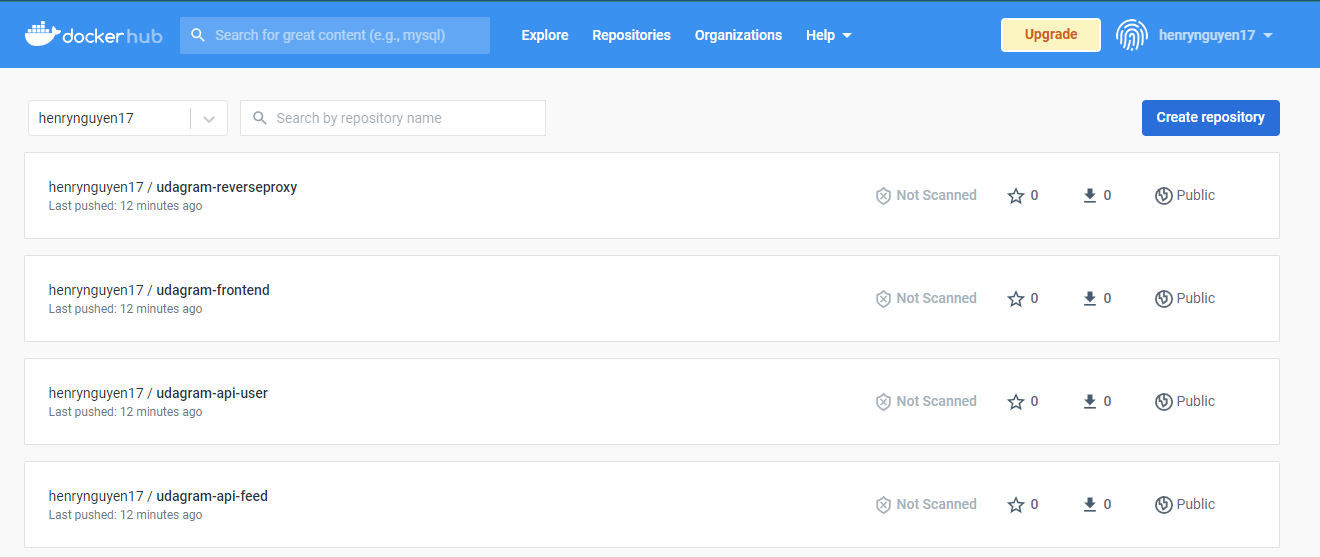 docker hub Search for great content (e.g., mysql) Explore Repositories Organizations Help Upgrade henrynguyen17
henrynguyen17 Search by repository name Create repository
henrynguyen17 / udagram-reverseproxy
Last pushed: 12 minutes ago
Not Scanned 0 0 Public
henrynguyen17 / udagram-frontend
Last pushed: 12 minutes ago
Not Scanned 0 0 Public
henrynguyen17 / udagram-api-user
Last pushed: 12 minutes ago
Not Scanned 0 0 Public
henrynguyen17 / udagram-api-feed
Last pushed: 12 minutes ago
Not Scanned 0 0 Public